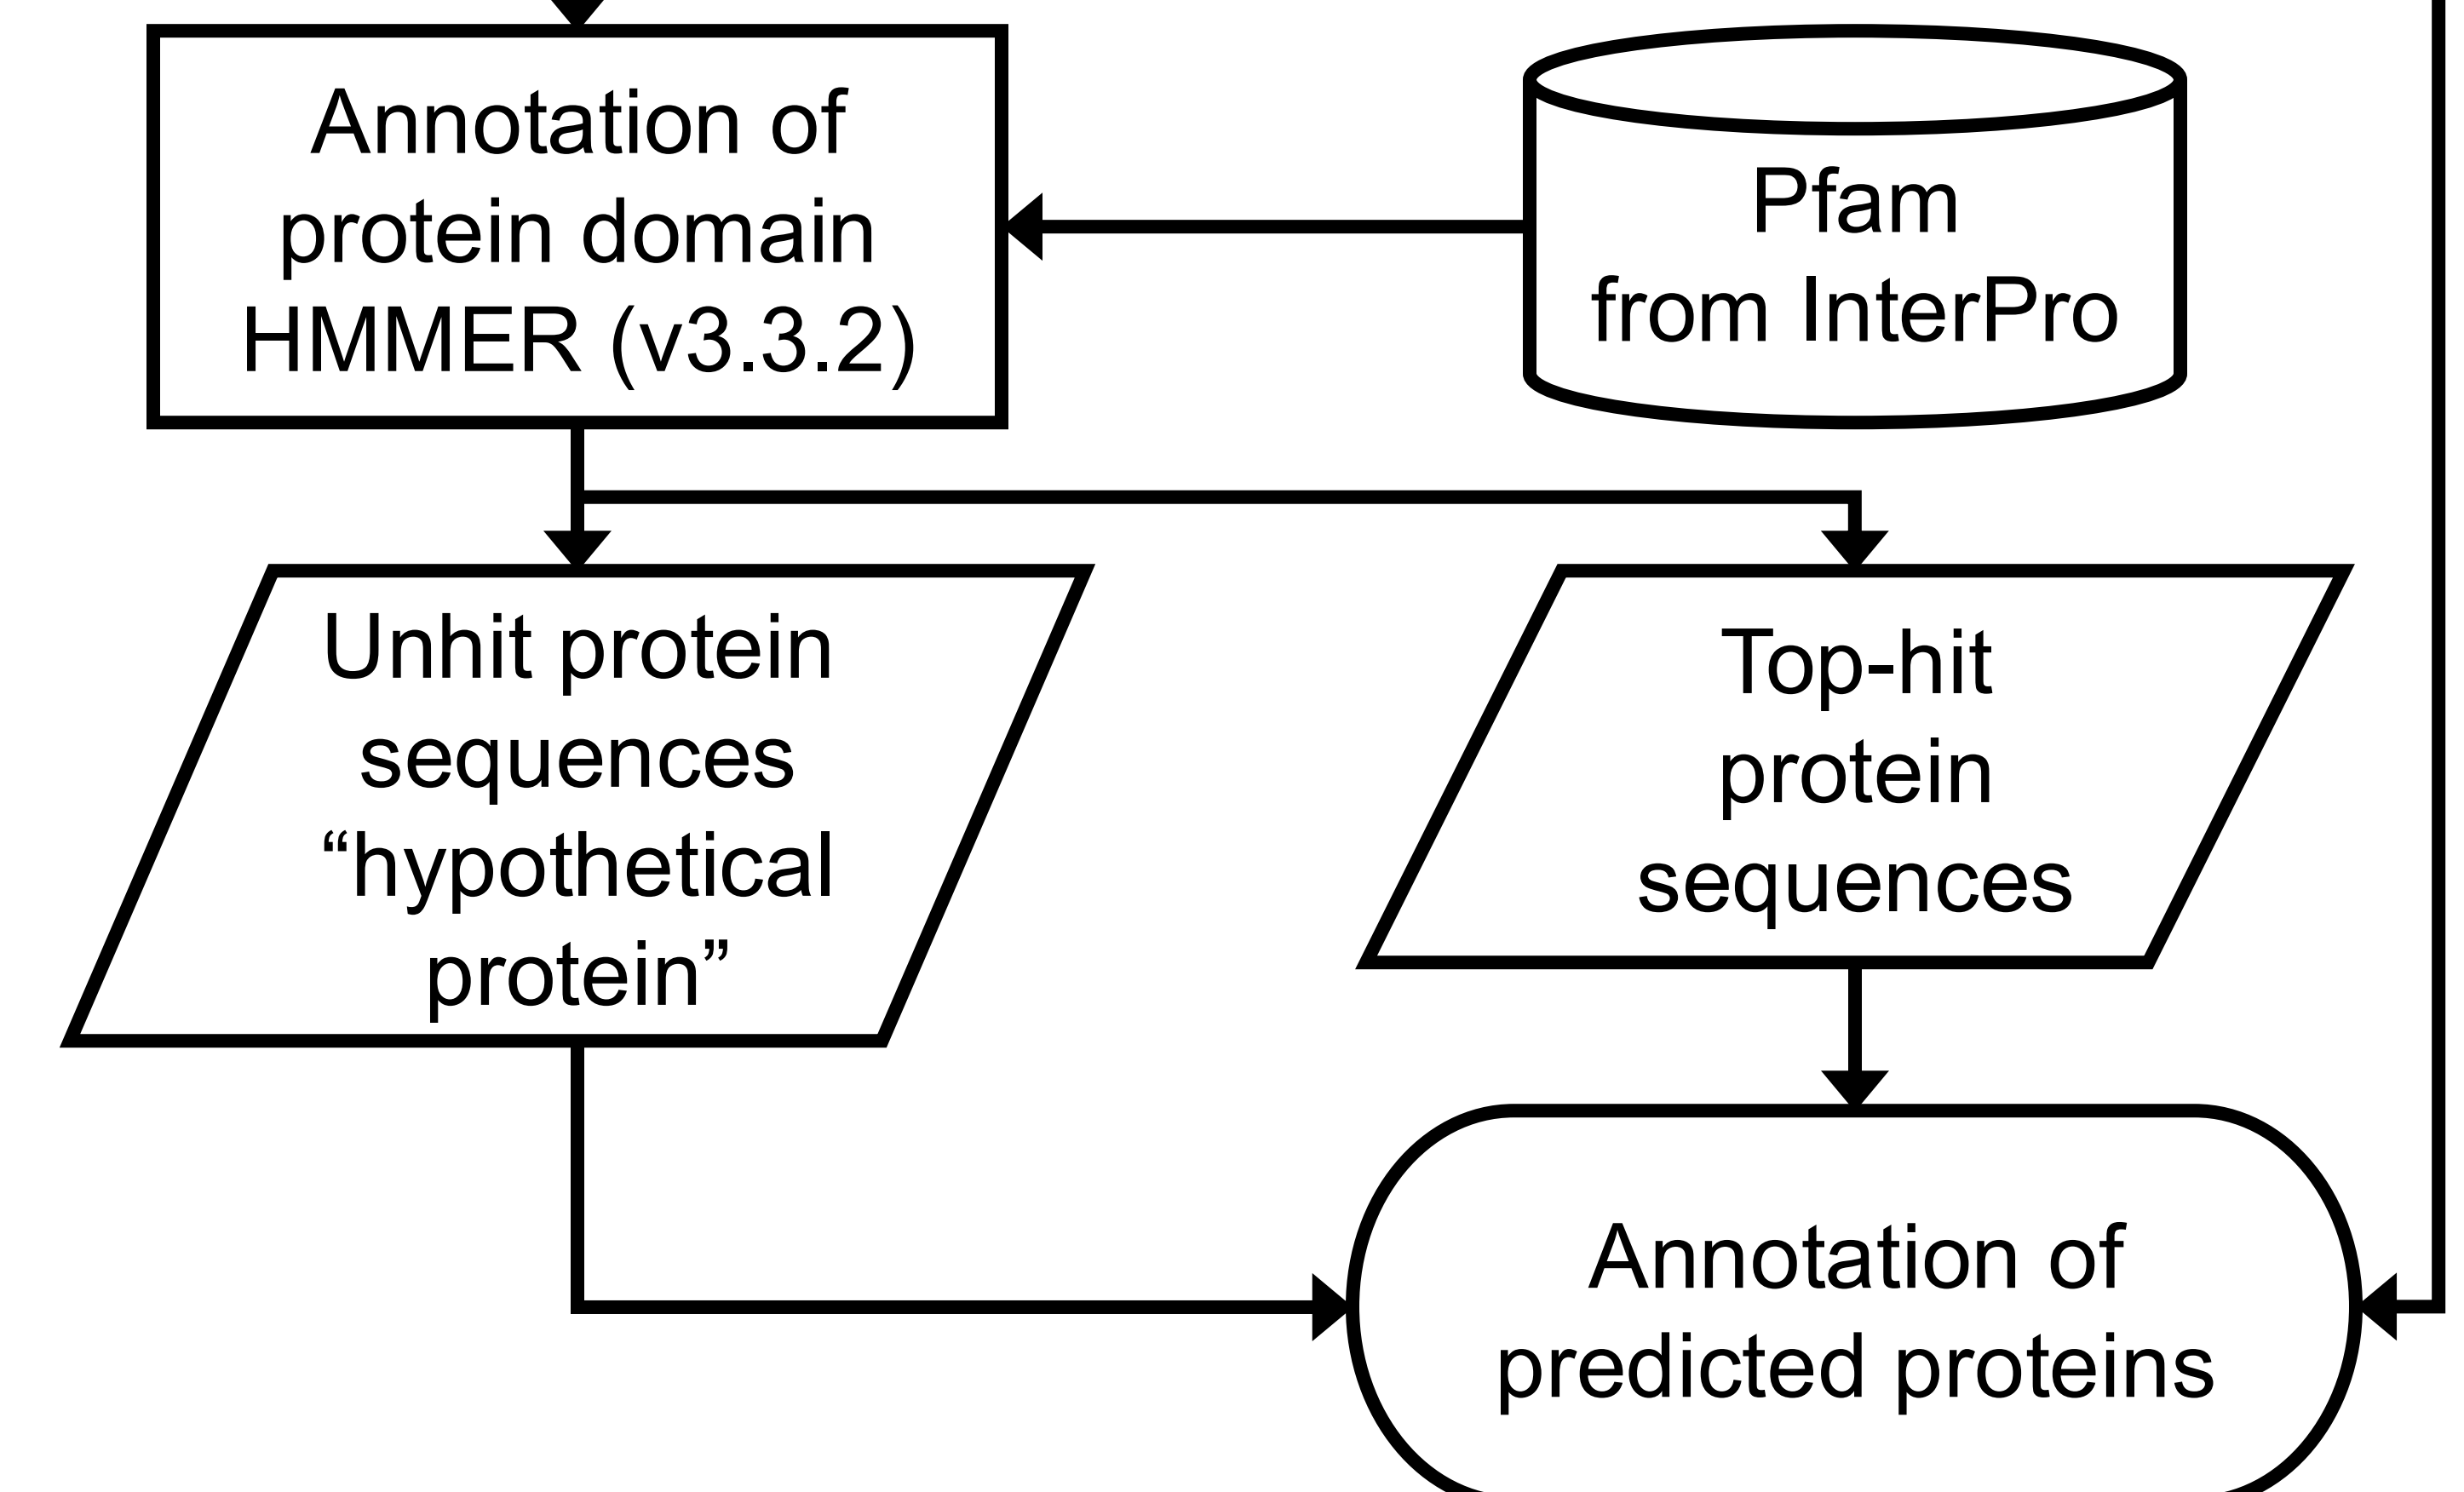 Annotation of
protein domain
HMMER (v3.3.2)
Pfam
from InterPro
Unhit protein
sequences
“hypothetical
protein”
Top-hit
protein
sequences
Annotation of
predicted proteins